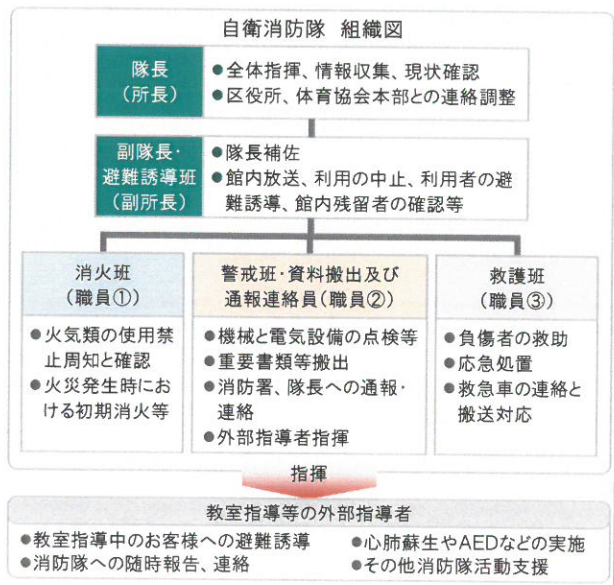 自衛消防隊 組織図
隊長
(所長)
●全体指揮、情報収集、現状確認
●区役所、体育協会本部との連絡調整
副隊長・
避難誘導班
(副所長)
●隊長補佐
●館内放送、利用の中止、利用者の避
難誘導、館内残留者の確認等
消火班
(職員①)
●火気類の使用禁
止周知と確認
●火災発生時にお
ける初期消火等
警戒班・資料搬出及び
通報連絡員(職員②)
●機械と電気設備の点検等
●重要書類等搬出
●消防署、隊長への通報・
連絡
●外部指導者指揮
救護班
(職員③)
●負傷者の救助
●応急処置
●救急車の連絡と
搬送対応
指揮
教室指導等の外部指導者
●教室指導中のお客様への避難誘導
●消防隊への随時報告、連絡
●心肺蘇生やAEDなどの実施
●その他消防隊活動支援